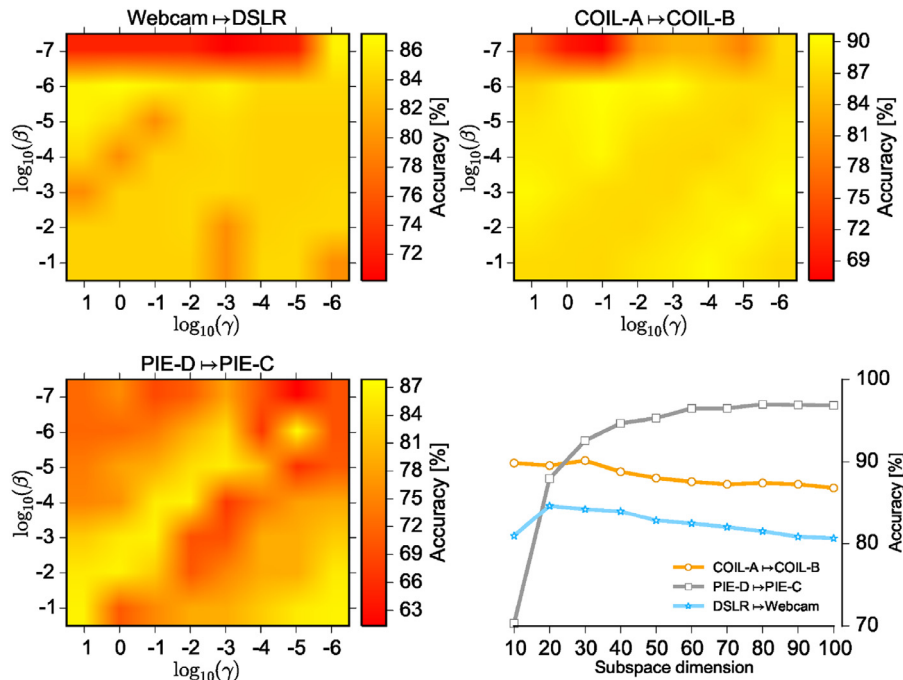 Webcam ↦ DSLR
-7
-6
-5
-4
-3
-2
-1
log₁₀(β)
1 0 -1 -2 -3 -4 -5 -6
log₁₀(γ)
86
84
82
80
78
76
74
72
Accuracy [%]
COIL-A ↦ COIL-B
-7
-6
-5
-4
-3
-2
-1
log₁₀(β)
1 0 -1 -2 -3 -4 -5 -6
log₁₀(γ)
90
87
84
81
78
75
72
69
Accuracy [%]
PIE-D ↦ PIE-C
-7
-6
-5
-4
-3
-2
-1
log₁₀(β)
1 0 -1 -2 -3 -4 -5 -6
log₁₀(γ)
87
84
81
78
75
72
69
66
63
Accuracy [%]
100
90
80
70
Accuracy [%]
COIL-A ↦ COIL-B
PIE-D ↦ PIE-C
DSLR ↦ Webcam
10 20 30 40 50 60 70 80 90 100
Subspace dimension